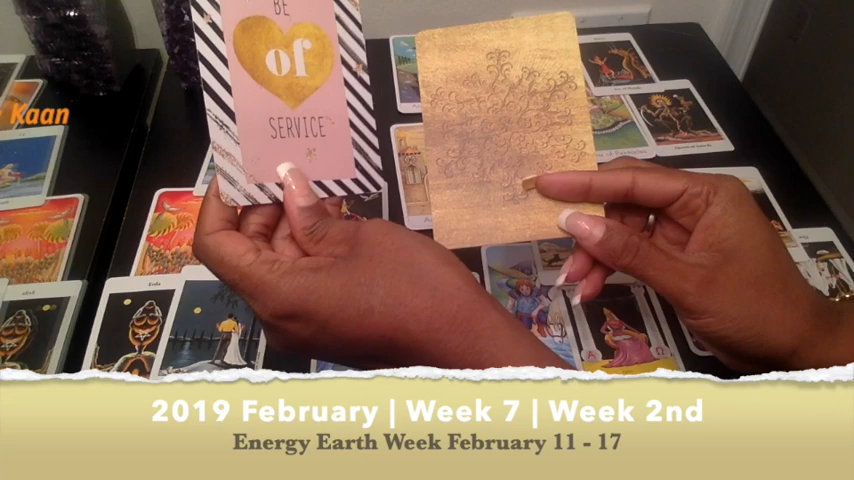 BE
of
SERVICE
Kaan
2019 February | Week 7 | Week 2nd
Energy Earth Week February 11 - 17